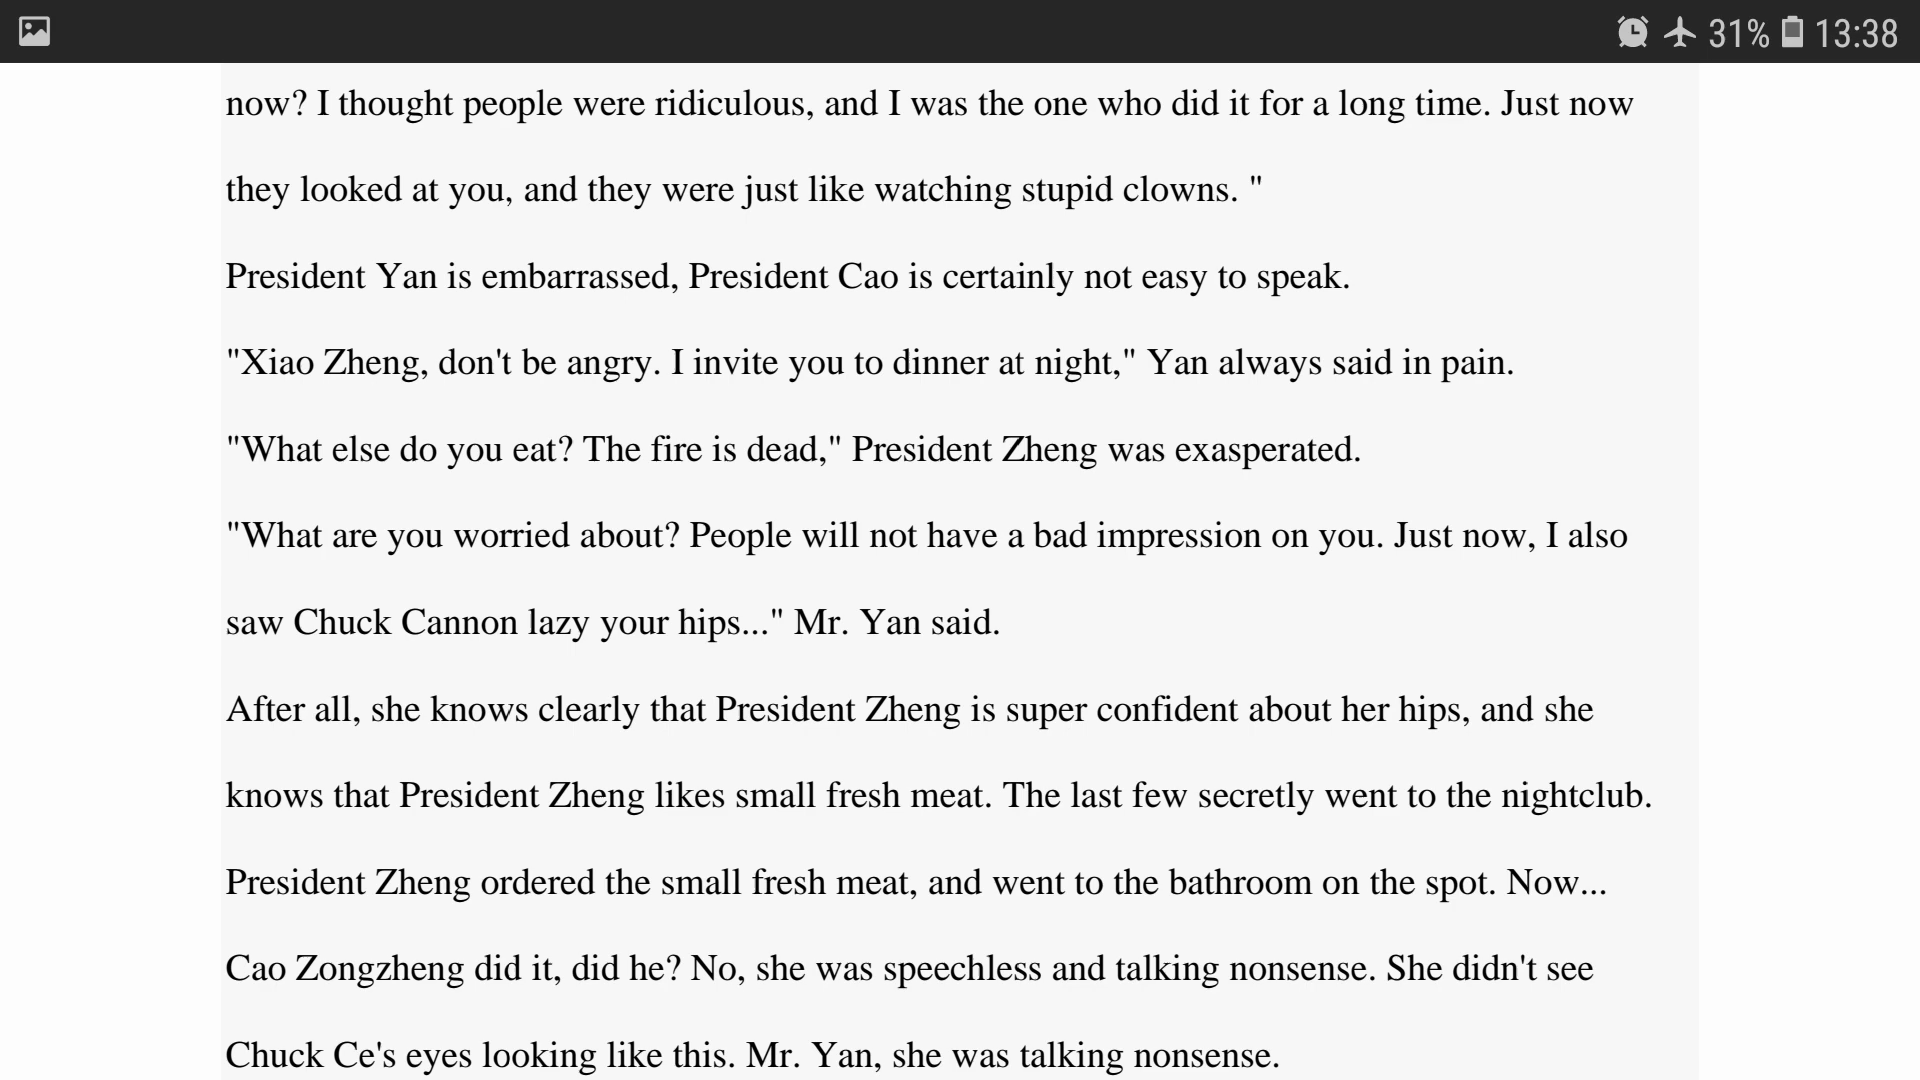 31% 13:38
now? I thought people were ridiculous, and I was the one who did it for a long time. Just now
they looked at you, and they were just like watching stupid clowns. "
President Yan is embarrassed, President Cao is certainly not easy to speak.
"Xiao Zheng, don't be angry. I invite you to dinner at night," Yan always said in pain.
"What else do you eat? The fire is dead," President Zheng was exasperated.
"What are you worried about? People will not have a bad impression on you. Just now, I also
saw Chuck Cannon lazy your hips..." Mr. Yan said.
After all, she knows clearly that President Zheng is super confident about her hips, and she
knows that President Zheng likes small fresh meat. The last few secretly went to the nightclub.
President Zheng ordered the small fresh meat, and went to the bathroom on the spot. Now...
Cao Zongzheng did it, did he? No, she was speechless and talking nonsense. She didn't see
Chuck Ce's eyes looking like this. Mr. Yan, she was talking nonsense.